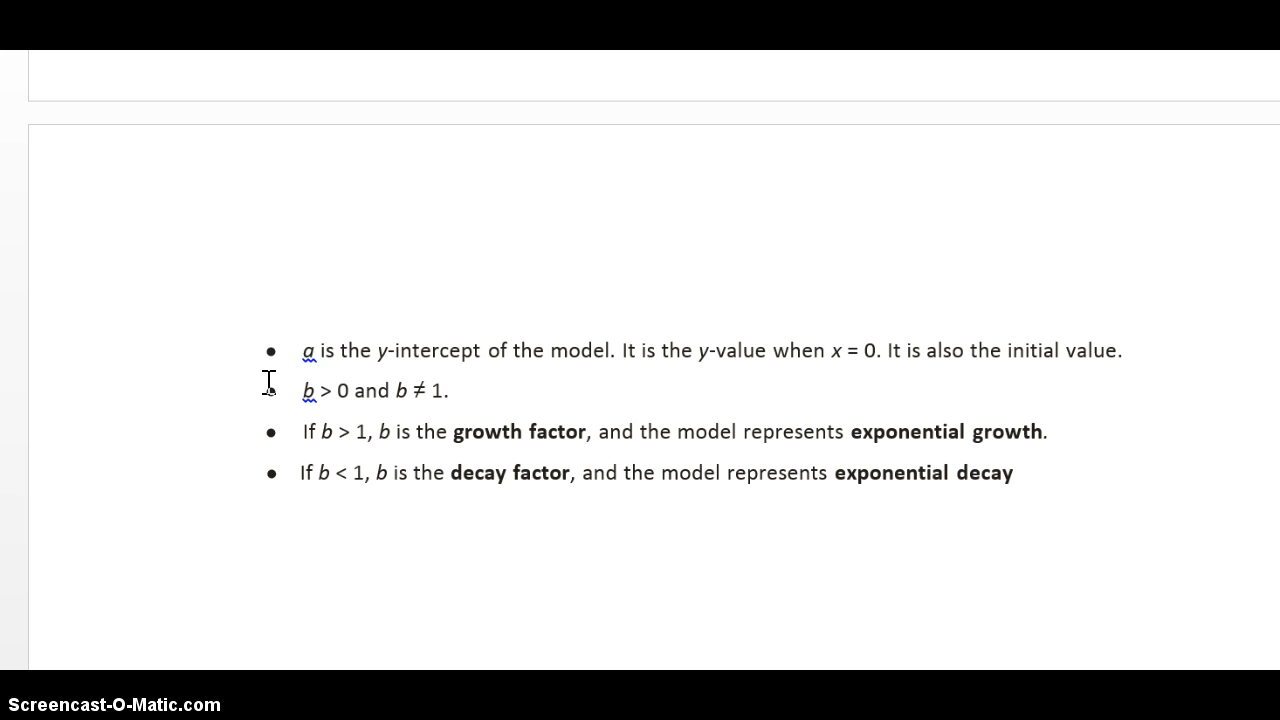 • a is the y-intercept of the model. It is the y-value when x = 0. It is also the initial value.
• b > 0 and b ≠ 1.
• If b > 1, b is the growth factor, and the model represents exponential growth.
• If b < 1, b is the decay factor, and the model represents exponential decay
Screencast-O-Matic.com